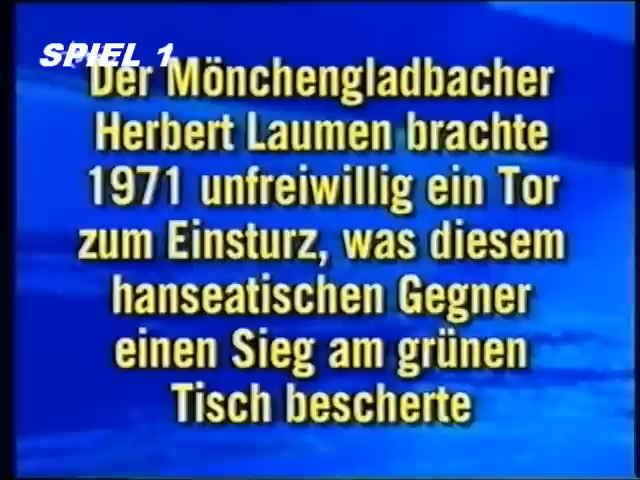 SPIEL 1
Der Mönchengladbacher
Herbert Laumen brachte
1971 unfreiwillig ein Tor
zum Einsturz, was diesem
hanseatischen Gegner
einen Sieg am grünen
Tisch bescherte